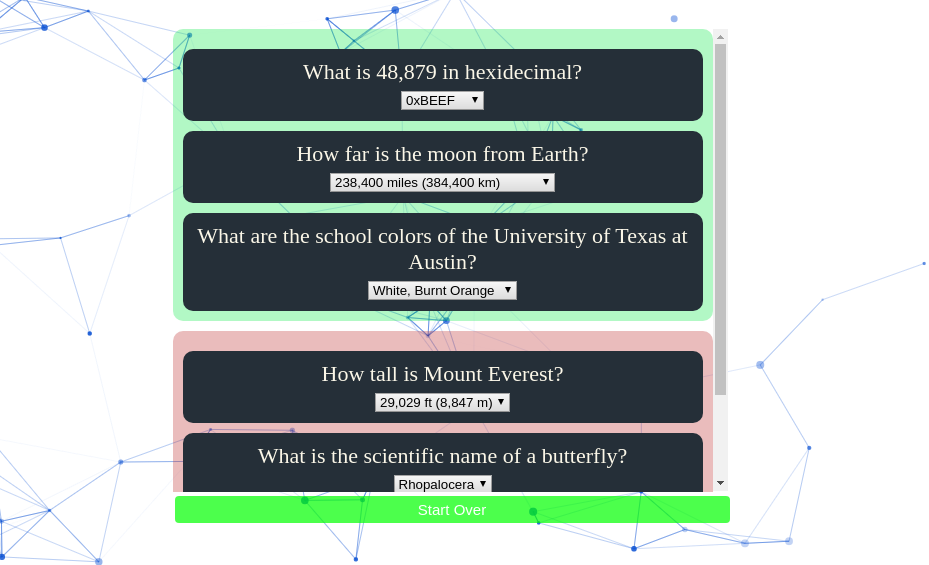 What is 48,879 in hexidecimal?
0xBEEF
How far is the moon from Earth?
238,400 miles (384,400 km)
What are the school colors of the University of Texas at
Austin?
White, Burnt Orange
How tall is Mount Everest?
29,029 ft (8,847 m)
What is the scientific name of a butterfly?
Rhopalocera
Start Over